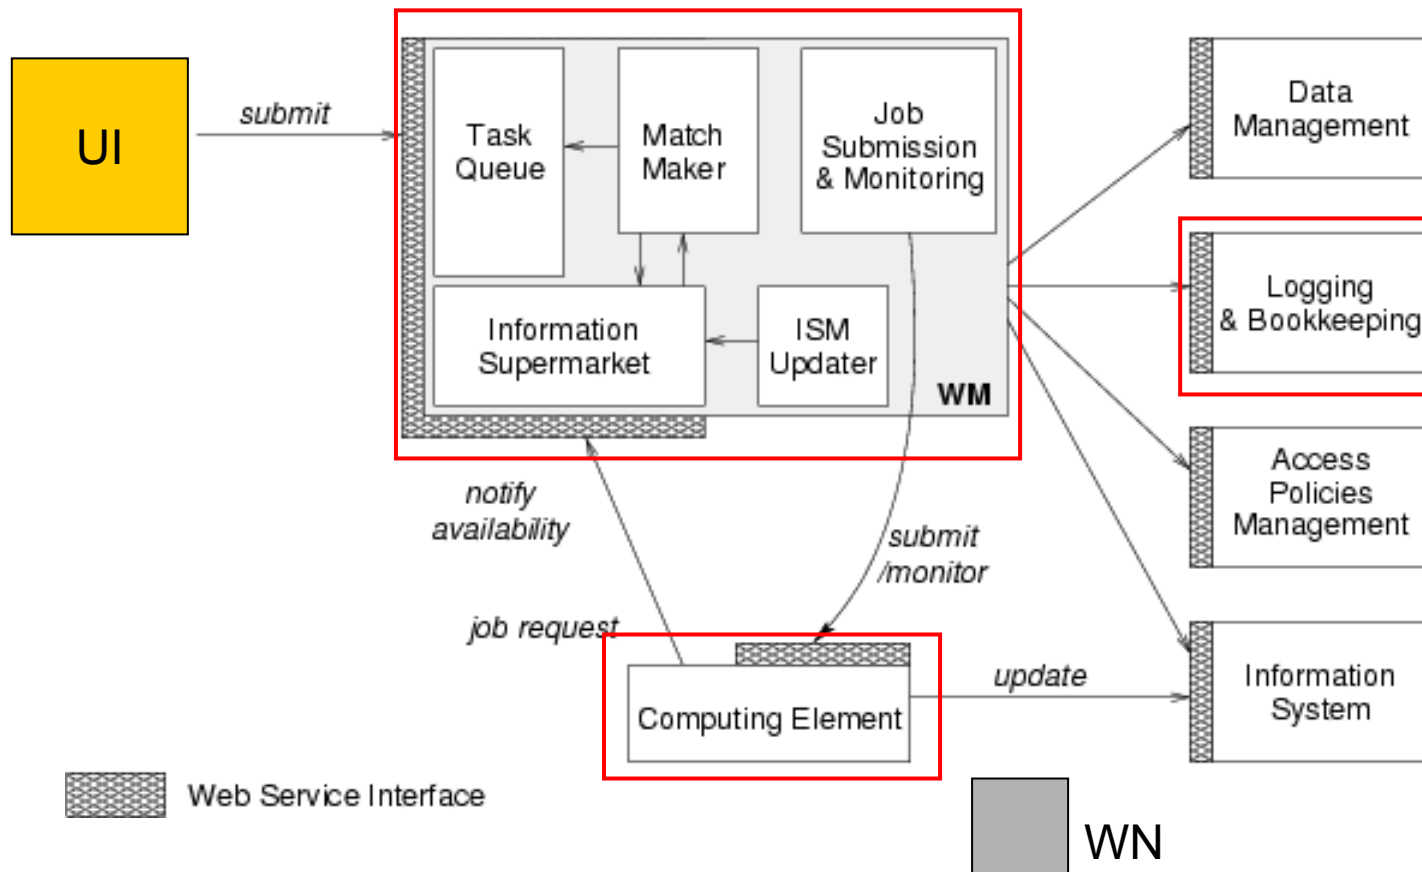 UI
submit
Task
Queue
Match
Maker
Job
Submission
& Monitoring
Information
Supermarket
ISM
Updater
WM
Data
Management
Logging
& Bookkeeping
Access
Policies
Management
Information
System
notify
availability
job request
submit
/monitor
Computing Element
update
Web Service Interface
WN